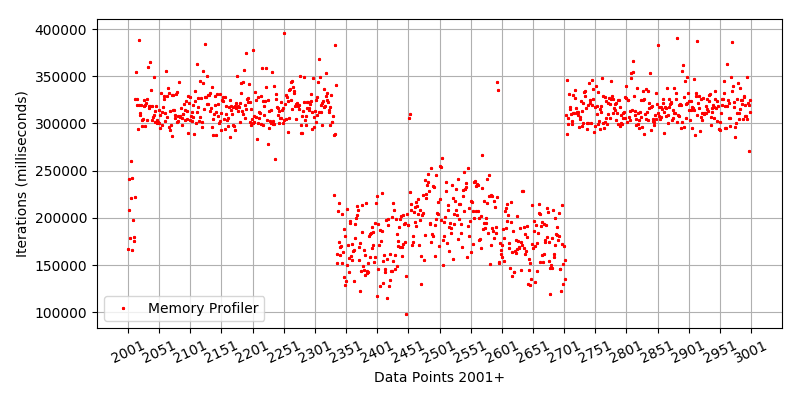 400000
350000
300000
250000
200000
150000
100000
Iterations (milliseconds)
Memory Profiler
2001 2051 2101 2151 2201 2251 2301 2351 2401 2451 2501 2551 2601 2651 2701 2751 2801 2851 2901 2951 3001
Data Points 2001+